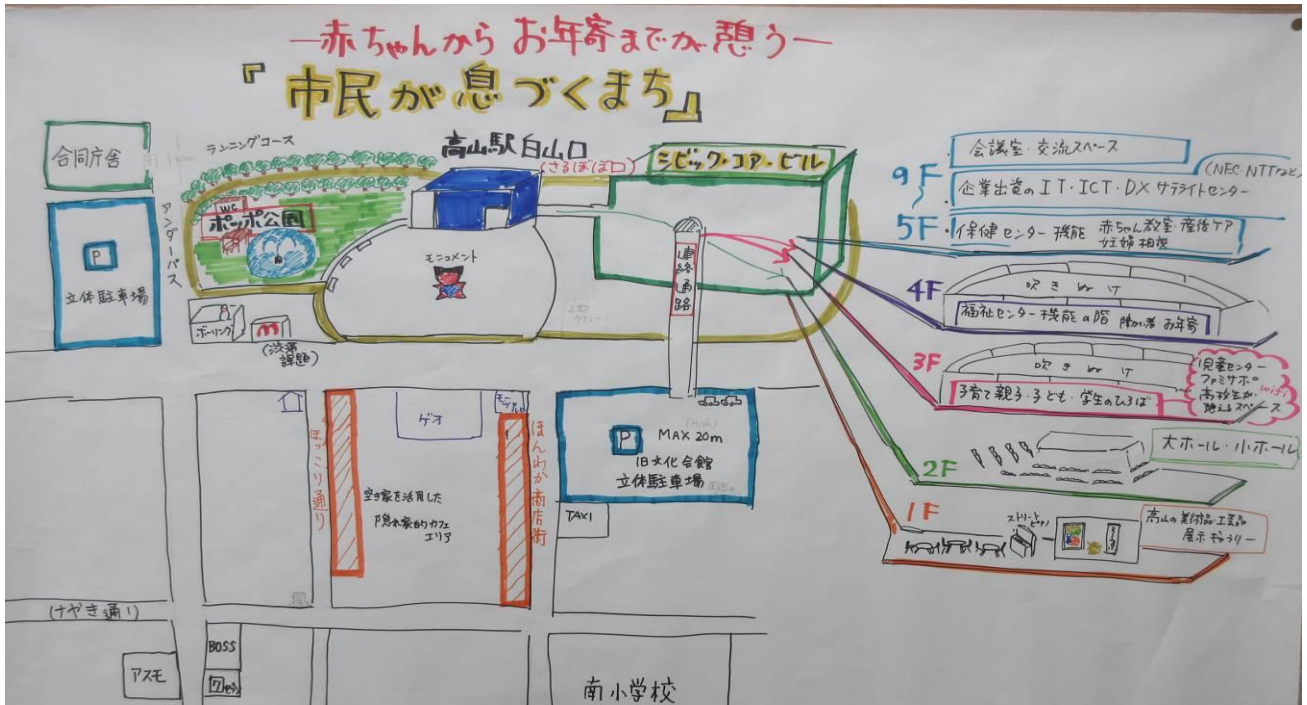 ―赤ちゃんから お年寄までが 憩う―
『市民が息づくまち』
合同庁舎
ランニングコース
高山駅白山口
(さるぼぼ口)
シビック・コア・ビル
WC
ポッポ公園
アンダーパス
P
立体駐車場
モニュメント
連絡通路
ボーリング
m
(渋滞
課題)
9F
会議室・交流スペース
(NEC・NTTなど)
・企業出資のIT・ICT・DXサテライトセンター
5F
・保健センター機能 赤ちゃん教室・産後ケア
妊婦相談
4F
吹きぬけ
福祉センター機能の階 障がい者 お年寄
3F
吹きぬけ
子育て親子・子ども・学生のひろば
児童センター
ファミサポ
高校生が
スペース
wifi
2F
大ホール・小ホール
1F
ストリート
ピアノ
高山の美術品・工芸品
展示ギャラリー
ほっこり通り
ゲオ
空き家を活用した
隠れ家的カフェ
エリア
ほんわか商店街
P
MAX 20m
旧文化会館
立体駐車場
TAXI
(けやき通り)
アスモ
BOSS
南小学校